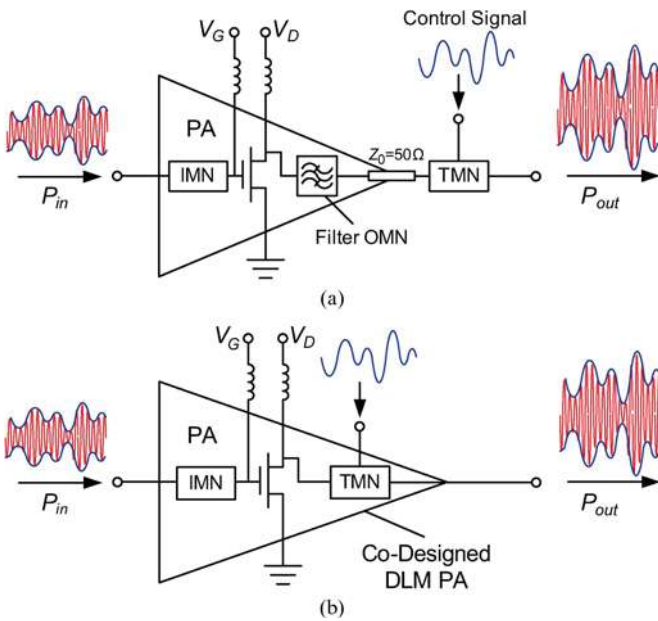 V_G V_D
Control Signal
PA
Z_0=50Ω
IMN
TMN
P_in
P_out
Filter OMN
(a)
V_G V_D
PA
IMN
TMN
P_in
P_out
Co-Designed
DLM PA
(b)